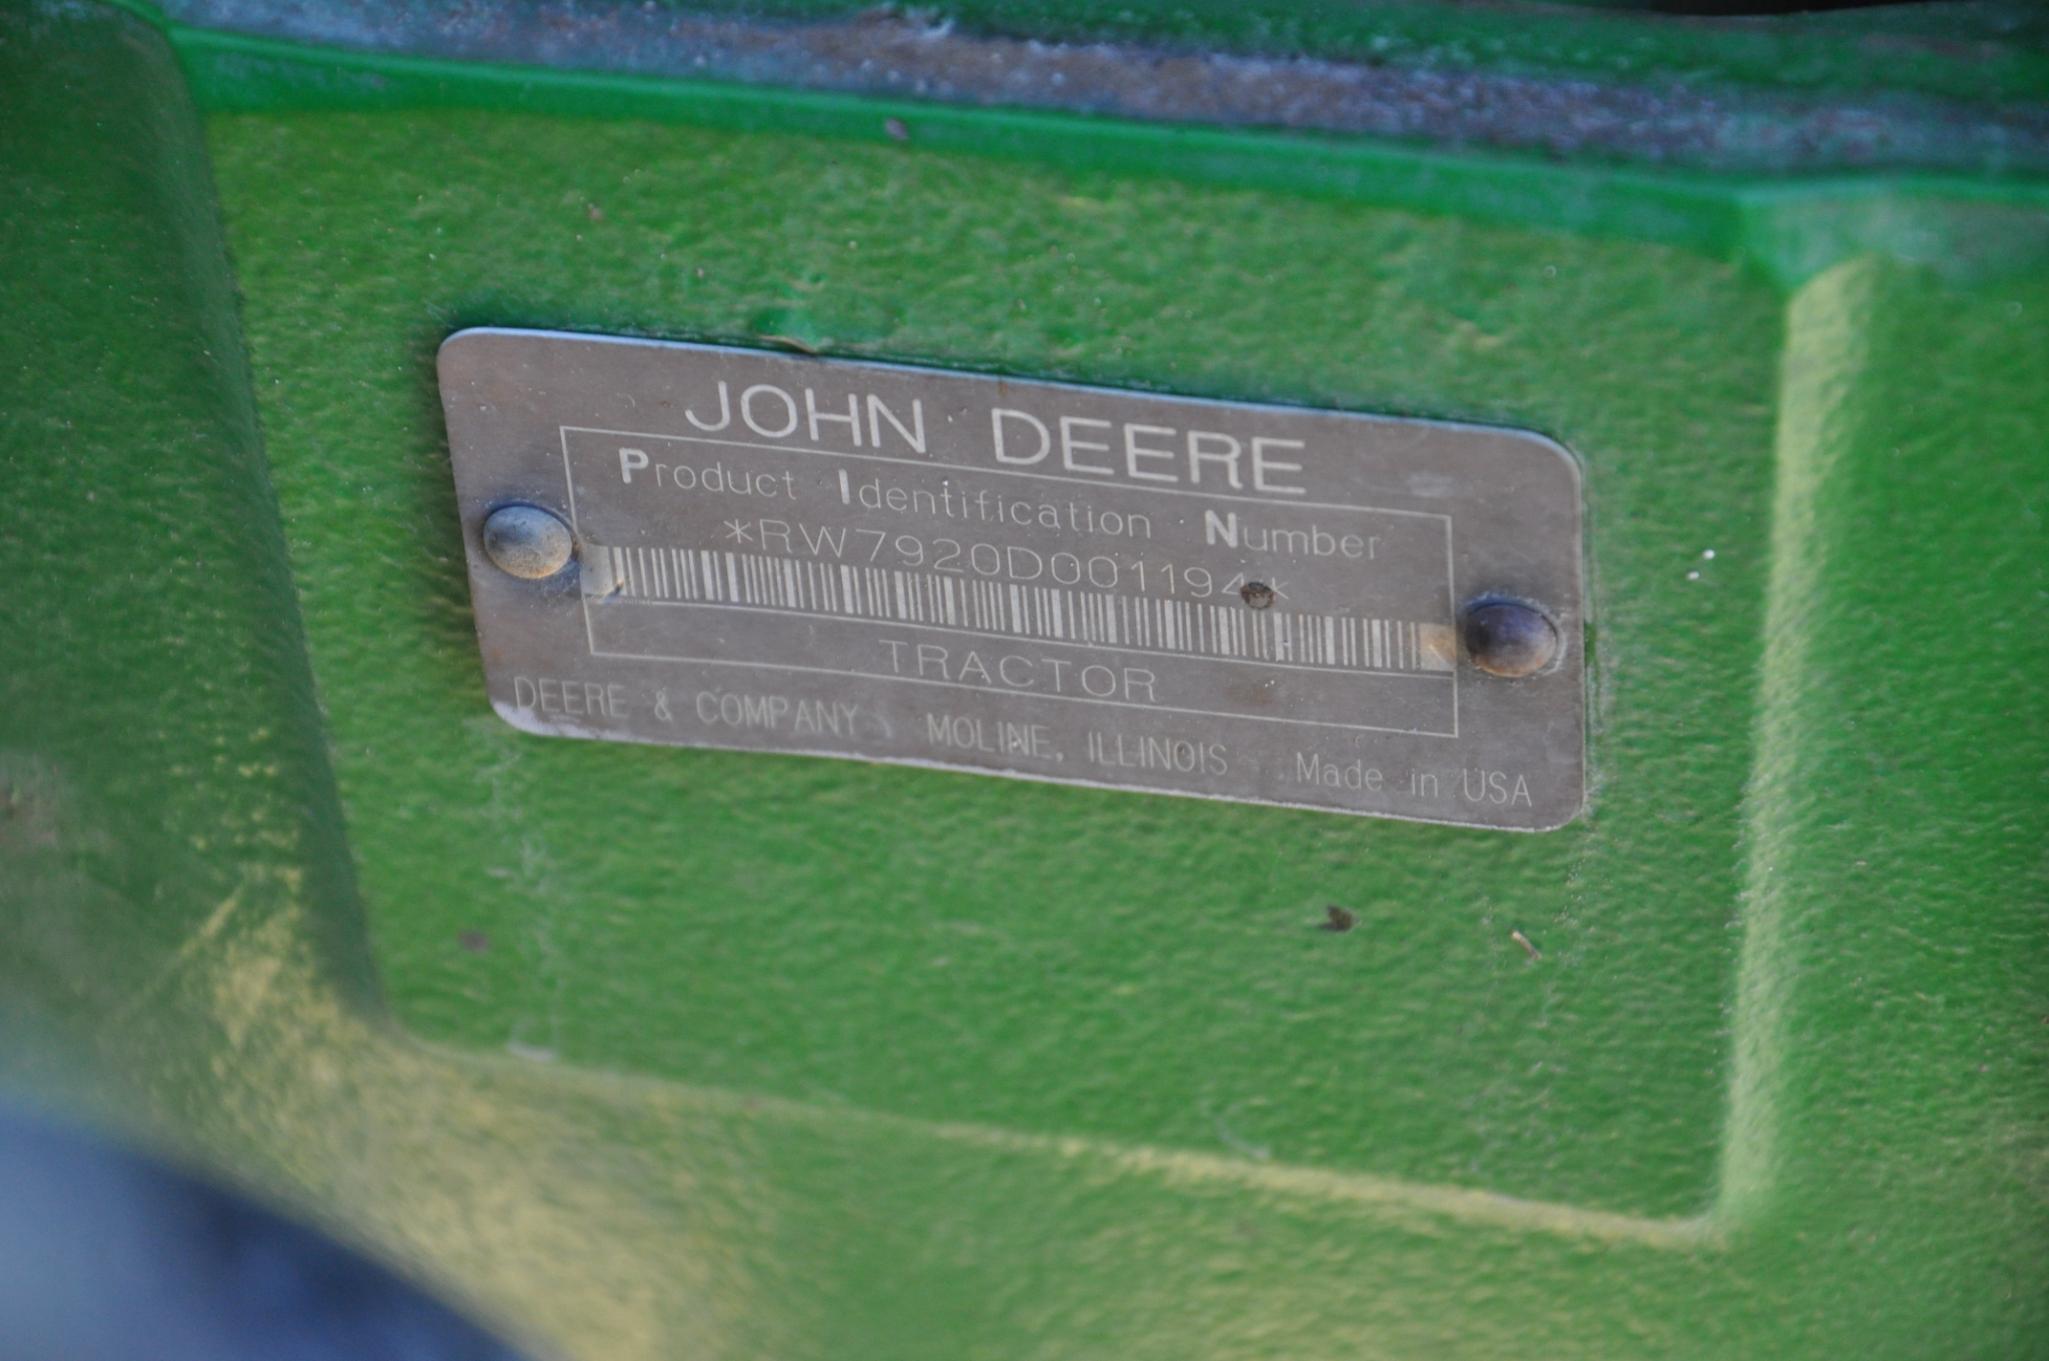 JOHN DEERE
Product Identification Number
*RW7920D001194*
TRACTOR
DEERE & COMPANY MOLINE, ILLINOIS Made in USA